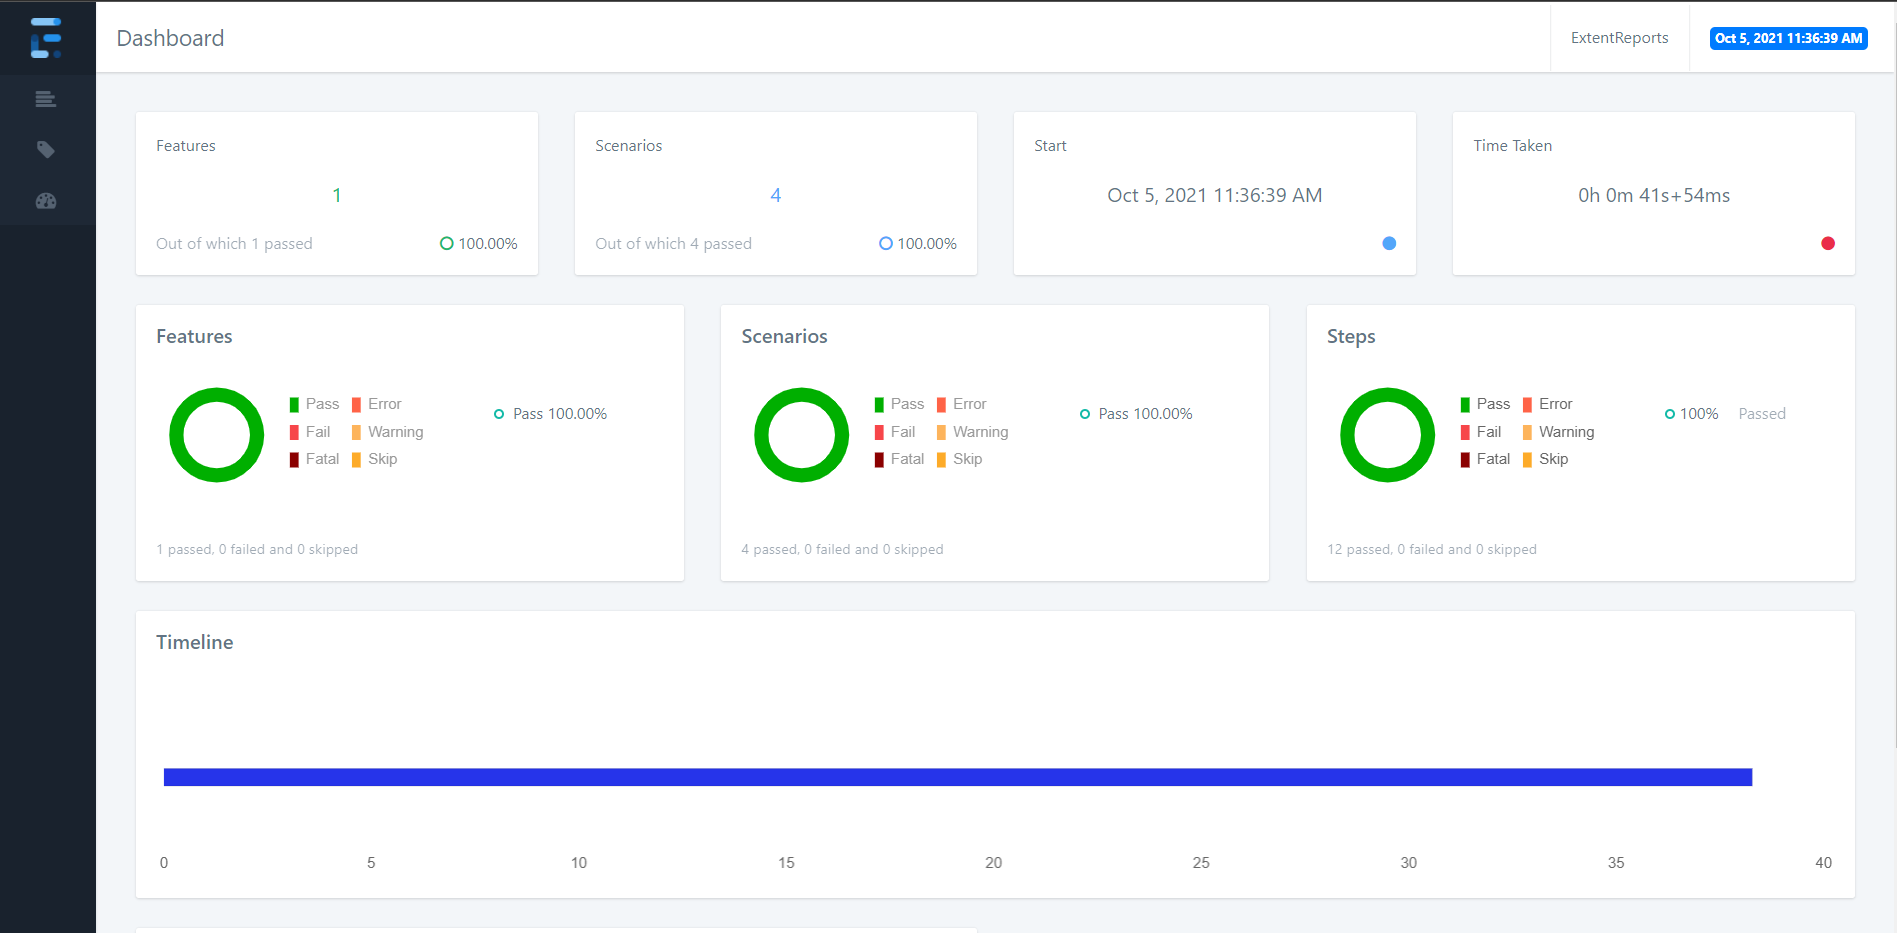 Dashboard
ExtentReports
Oct 5, 2021 11:36:39 AM
Features
1
Out of which 1 passed
100.00%
Scenarios
4
Out of which 4 passed
100.00%
Start
Oct 5, 2021 11:36:39 AM
Time Taken
0h 0m 41s+54ms
Features
Pass Error
Fail Warning
Fatal Skip
Pass 100.00%
1 passed, 0 failed and 0 skipped
Scenarios
Pass Error
Fail Warning
Fatal Skip
Pass 100.00%
4 passed, 0 failed and 0 skipped
Steps
Pass Error
Fail Warning
Fatal Skip
100% Passed
12 passed, 0 failed and 0 skipped
Timeline
0 5 10 15 20 25 30 35 40